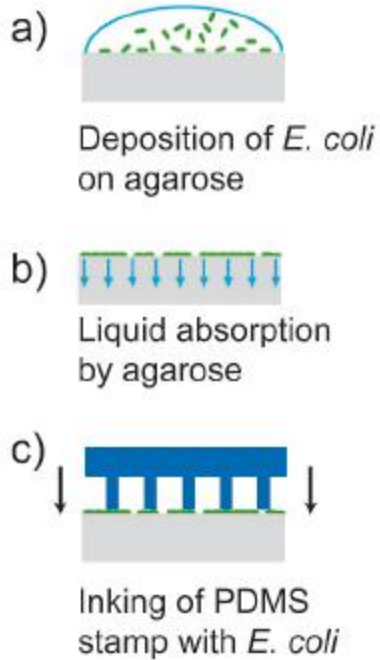 a)
Deposition of E. coli
on agarose
b)
Liquid absorption
by agarose
c)
Inking of PDMS
stamp with E. coli